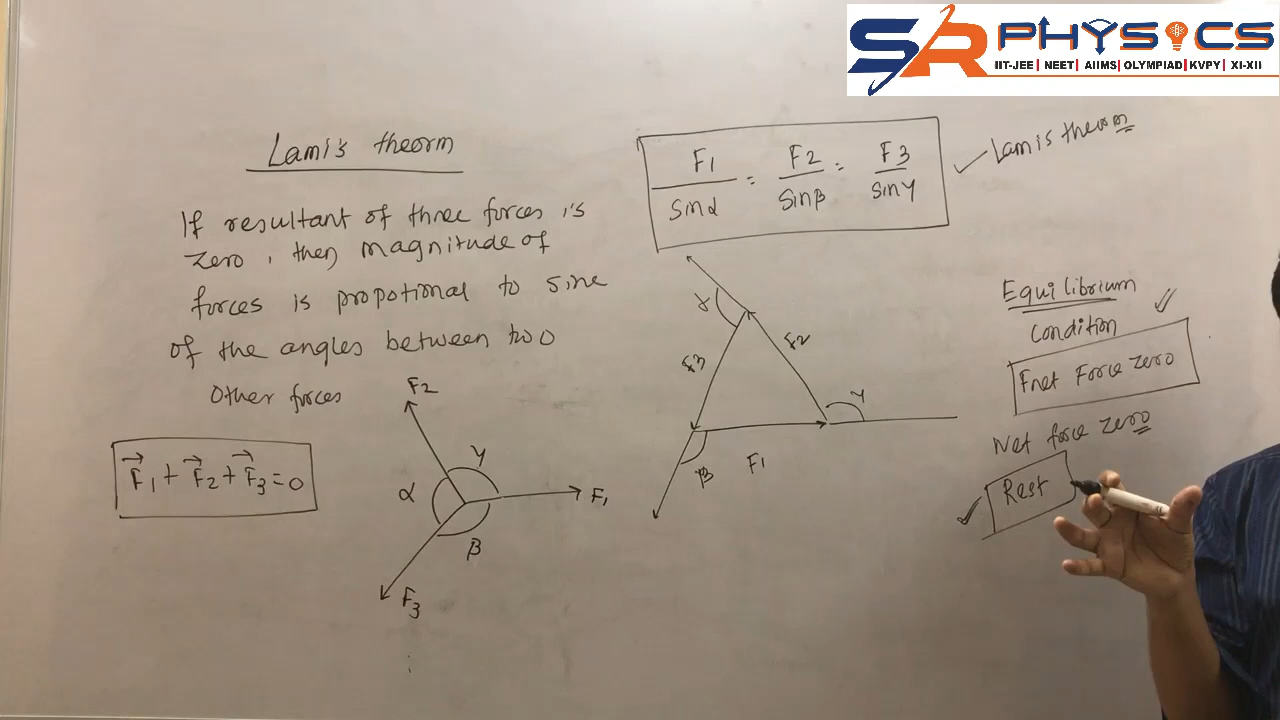 SR PHYSICS
IIT-JEE | NEET | AIIMS | OLYMPIAD | KVPY | XI-XII
Lami's theorm
If resultant of three forces is
zero, then magnitude of
forces is propotional to sine
of the angles between two
Other forces
F⃗1 + F⃗2 + F⃗3 = 0
F2
α
γ
F1
β
F3
F1/sinα = F2/sinβ = F3/sinγ
Lamis theorm
α
F3
F2
γ
β
F1
Equilibrium
Condition
Fnet Force zero
Net force zero
Rest